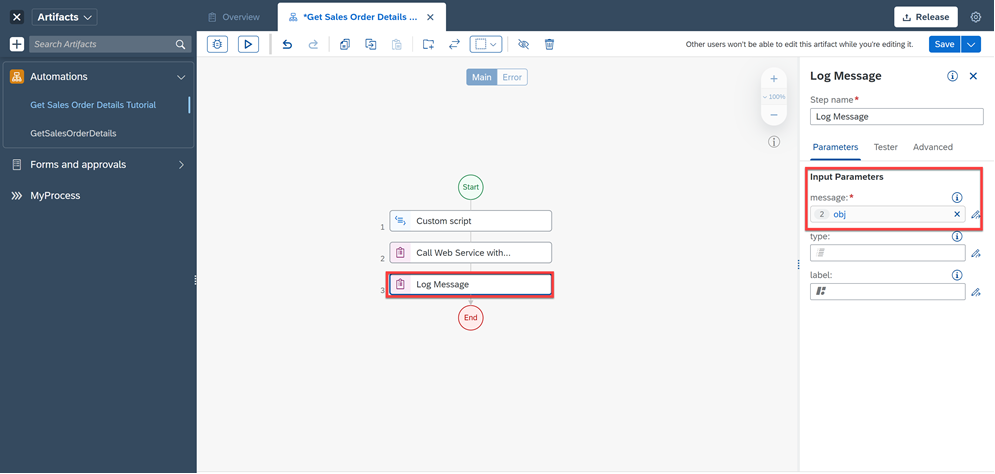 Artifacts
Overview
*Get Sales Order Details ...
Release
Search Artifacts
Other users won't be able to edit this artifact while you're editing it.
Save
Automations
Get Sales Order Details Tutorial
GetSalesOrderDetails
Forms and approvals
MyProcess
Main
Error
100%
Start
1
Custom script
2
Call Web Service with...
3
Log Message
End
Log Message
Step name*
Log Message
Parameters
Tester
Advanced
Input Parameters
message:*
2 obj
type:
label: